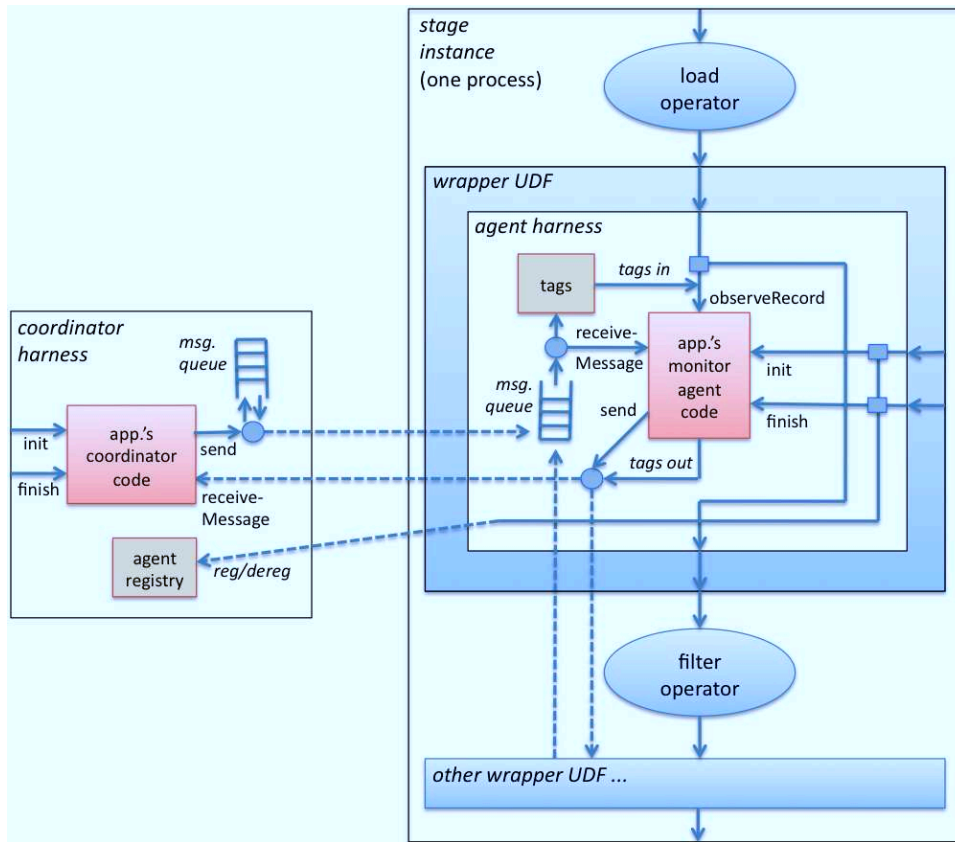 stage
instance
(one process)
load
operator
wrapper UDF
agent harness
tags
tags in
observeRecord
receive-
Message
app.'s
monitor
agent
code
init
finish
msg.
queue
send
tags out
coordinator
harness
msg.
queue
init
finish
app.'s
coordinator
code
send
receive-
Message
agent
registry
reg/dereg
filter
operator
other wrapper UDF ...